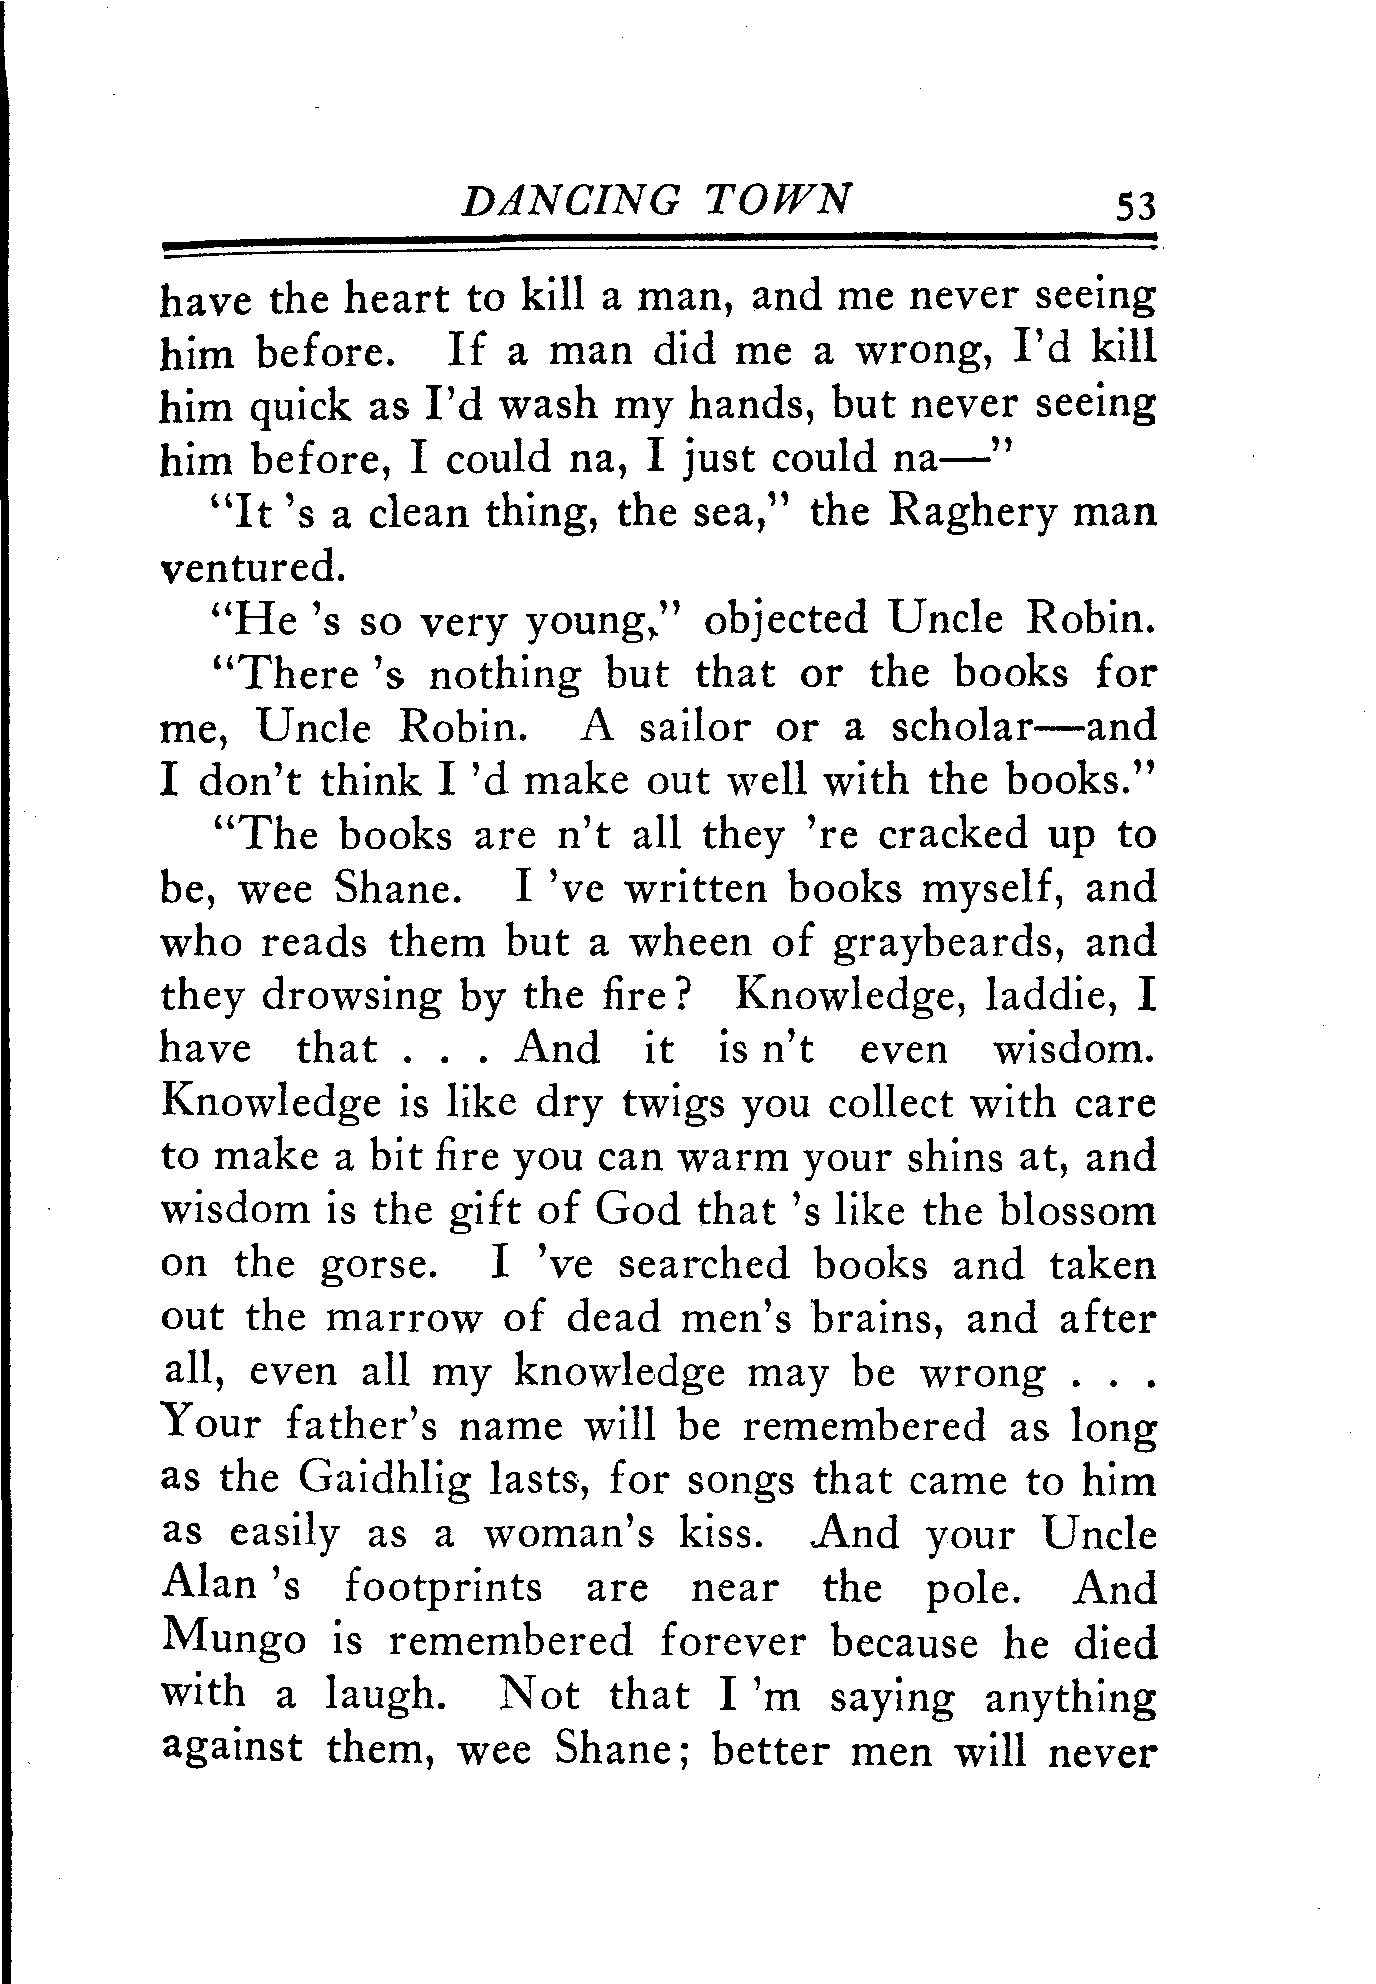 DANCING TOWN 53
have the heart to kill a man, and me never seeing
him before. If a man did me a wrong, I'd kill
him quick as I'd wash my hands, but never seeing
him before, I could na, I just could na—"
"It 's a clean thing, the sea," the Raghery man
ventured.
"He 's so very young," objected Uncle Robin.
"There 's nothing but that or the books for
me, Uncle Robin. A sailor or a scholar—and
I don't think I 'd make out well with the books."
"The books are n't all they 're cracked up to
be, wee Shane. I 've written books myself, and
who reads them but a wheen of graybeards, and
they drowsing by the fire? Knowledge, laddie, I
have that . . . And it is n't even wisdom.
Knowledge is like dry twigs you collect with care
to make a bit fire you can warm your shins at, and
wisdom is the gift of God that 's like the blossom
on the gorse. I 've searched books and taken
out the marrow of dead men's brains, and after
all, even all my knowledge may be wrong . . .
Your father's name will be remembered as long
as the Gaidhlig lasts, for songs that came to him
as easily as a woman's kiss. And your Uncle
Alan 's footprints are near the pole. And
Mungo is remembered forever because he died
with a laugh. Not that I 'm saying anything
against them, wee Shane; better men will never